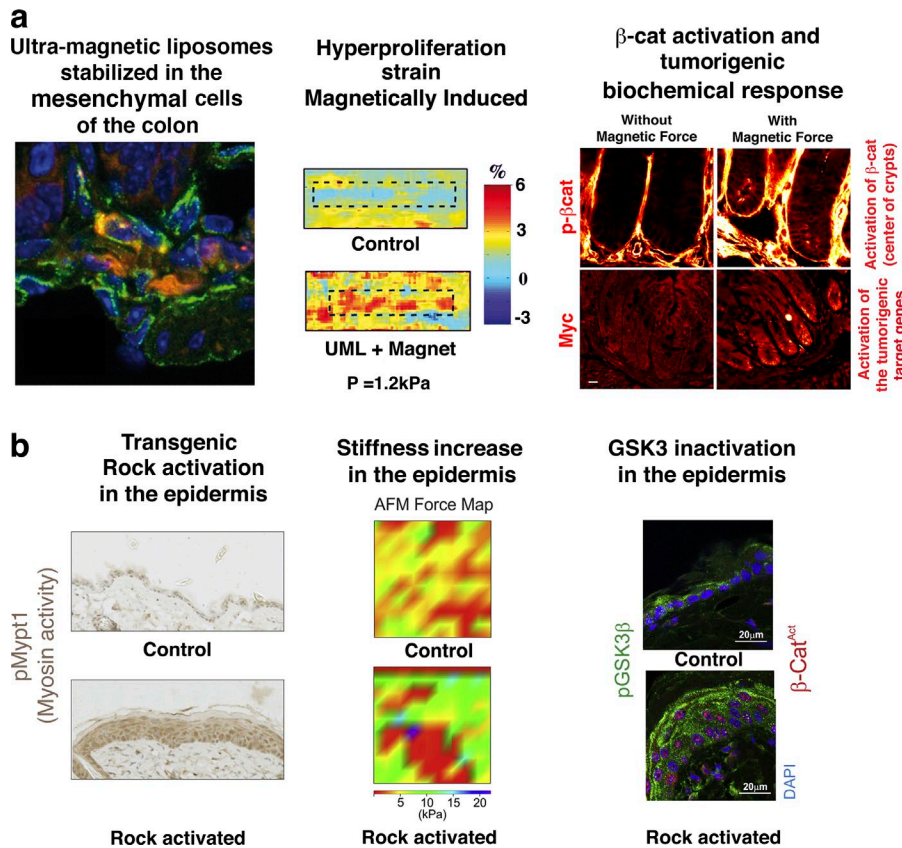 a
Ultra-magnetic liposomes
stabilized in the
mesenchymal cells
of the colon
Hyperproliferation
strain
Magnetically Induced
%
6
3
0
-3
Control
UML + Magnet
P =1.2kPa
β-cat activation and
tumorigenic
biochemical response
Without
Magnetic Force
With
Magnetic Force
p-βcat
Myc
Activation of β-cat
(center of crypts)
Activation of
the tumorigenic
target genes
b
Transgenic
Rock activation
in the epidermis
pMypt1
(Myosin activity)
Control
Rock activated
Stiffness increase
in the epidermis
AFM Force Map
Control
5 10 15 20
(kPa)
Rock activated
GSK3 inactivation
in the epidermis
pGSK3β
20μm
Control
20μm
β-Cat^Act
DAPI
Rock activated